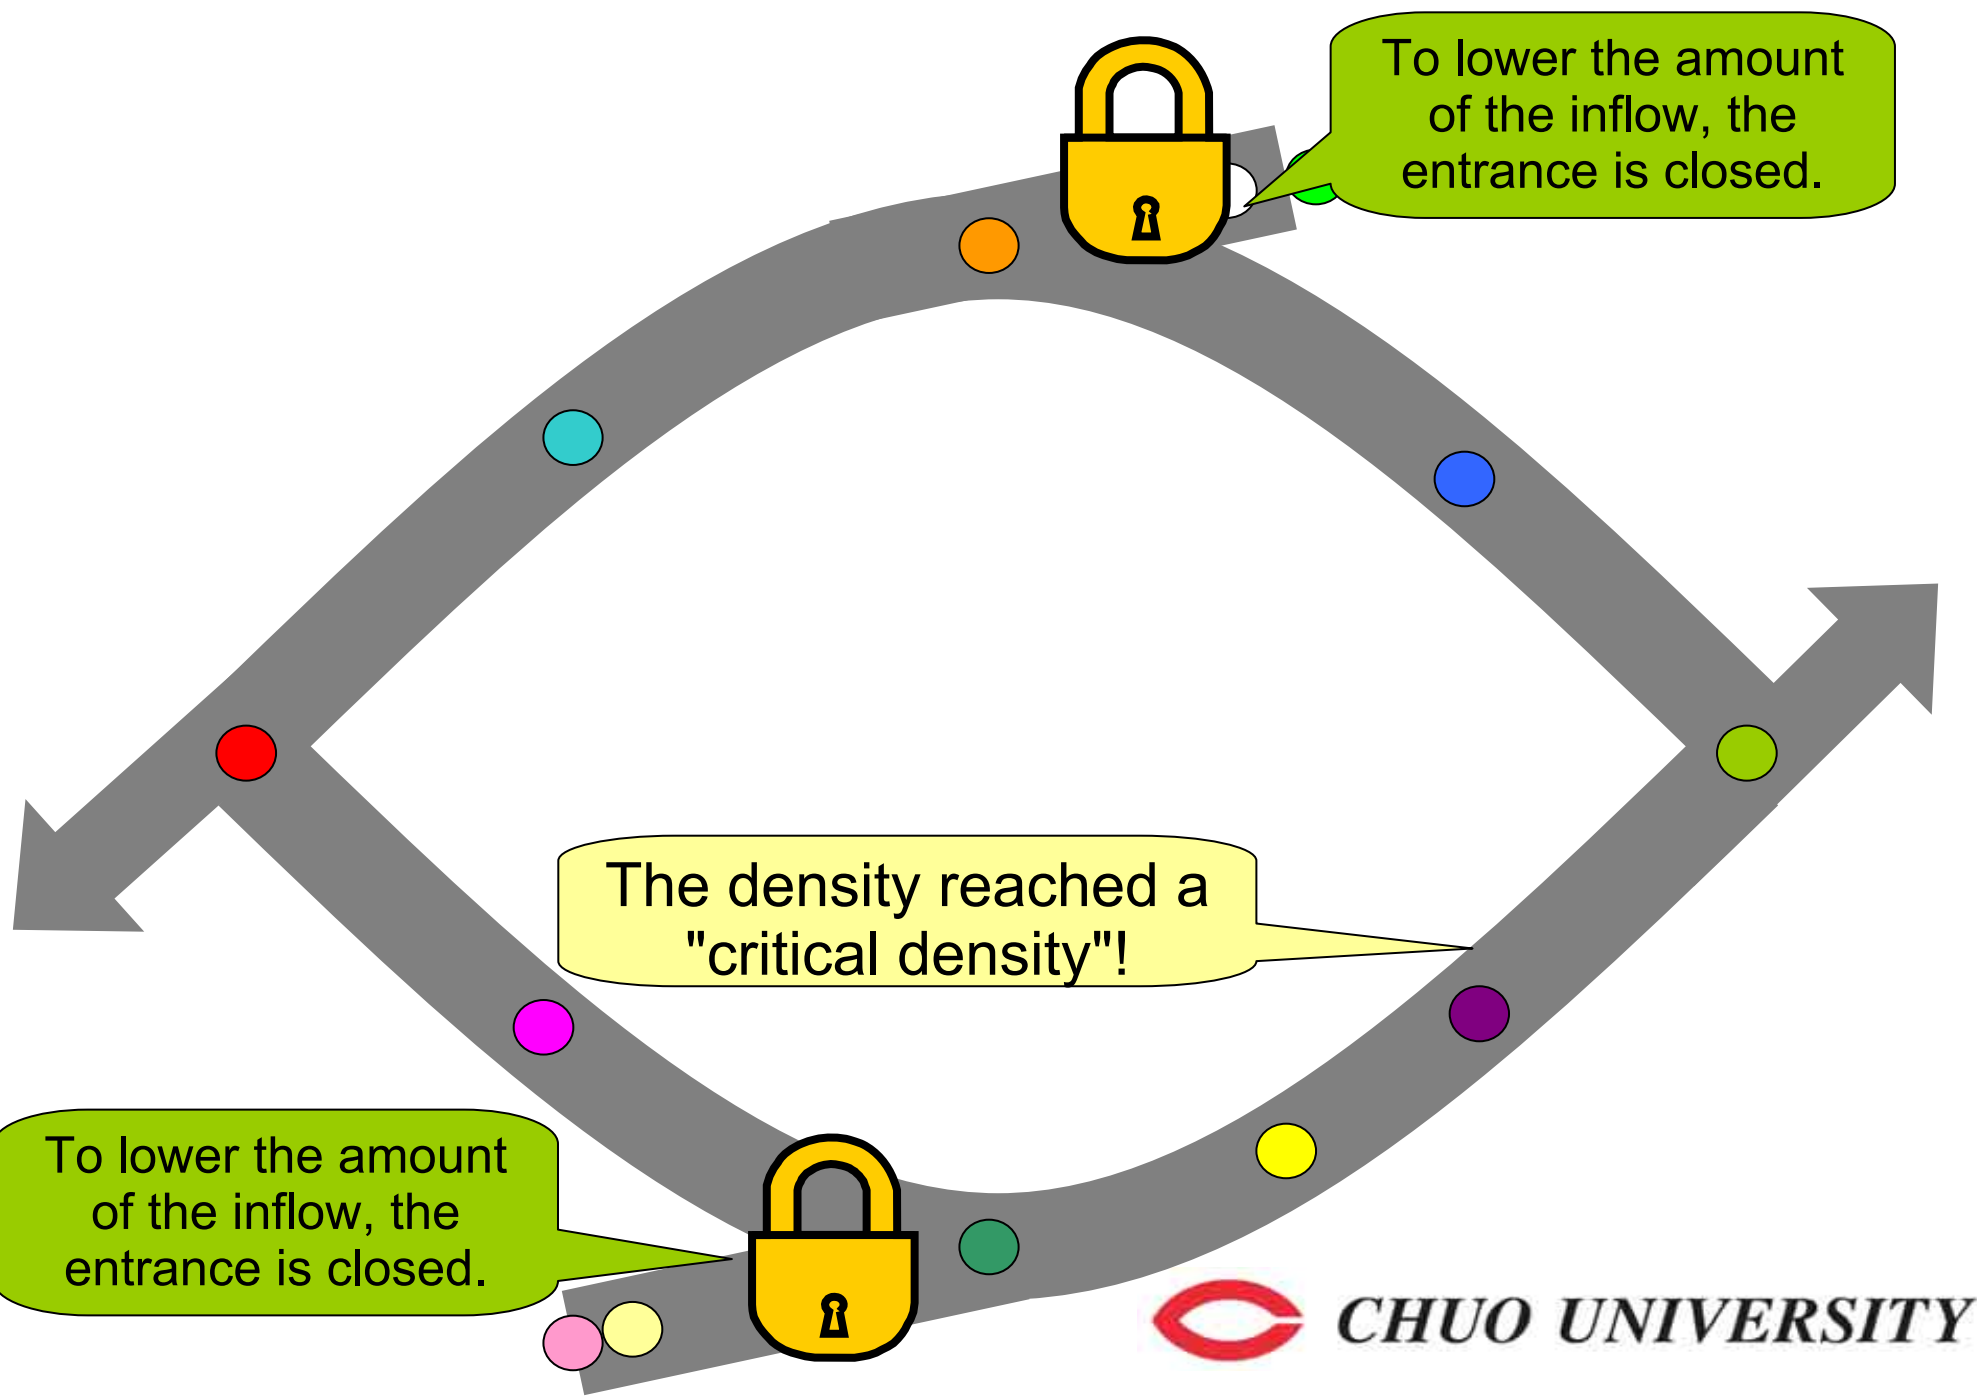 To lower the amount
of the inflow, the
entrance is closed.
The density reached a
"critical density"!
To lower the amount
of the inflow, the
entrance is closed.
CHUO UNIVERSITY